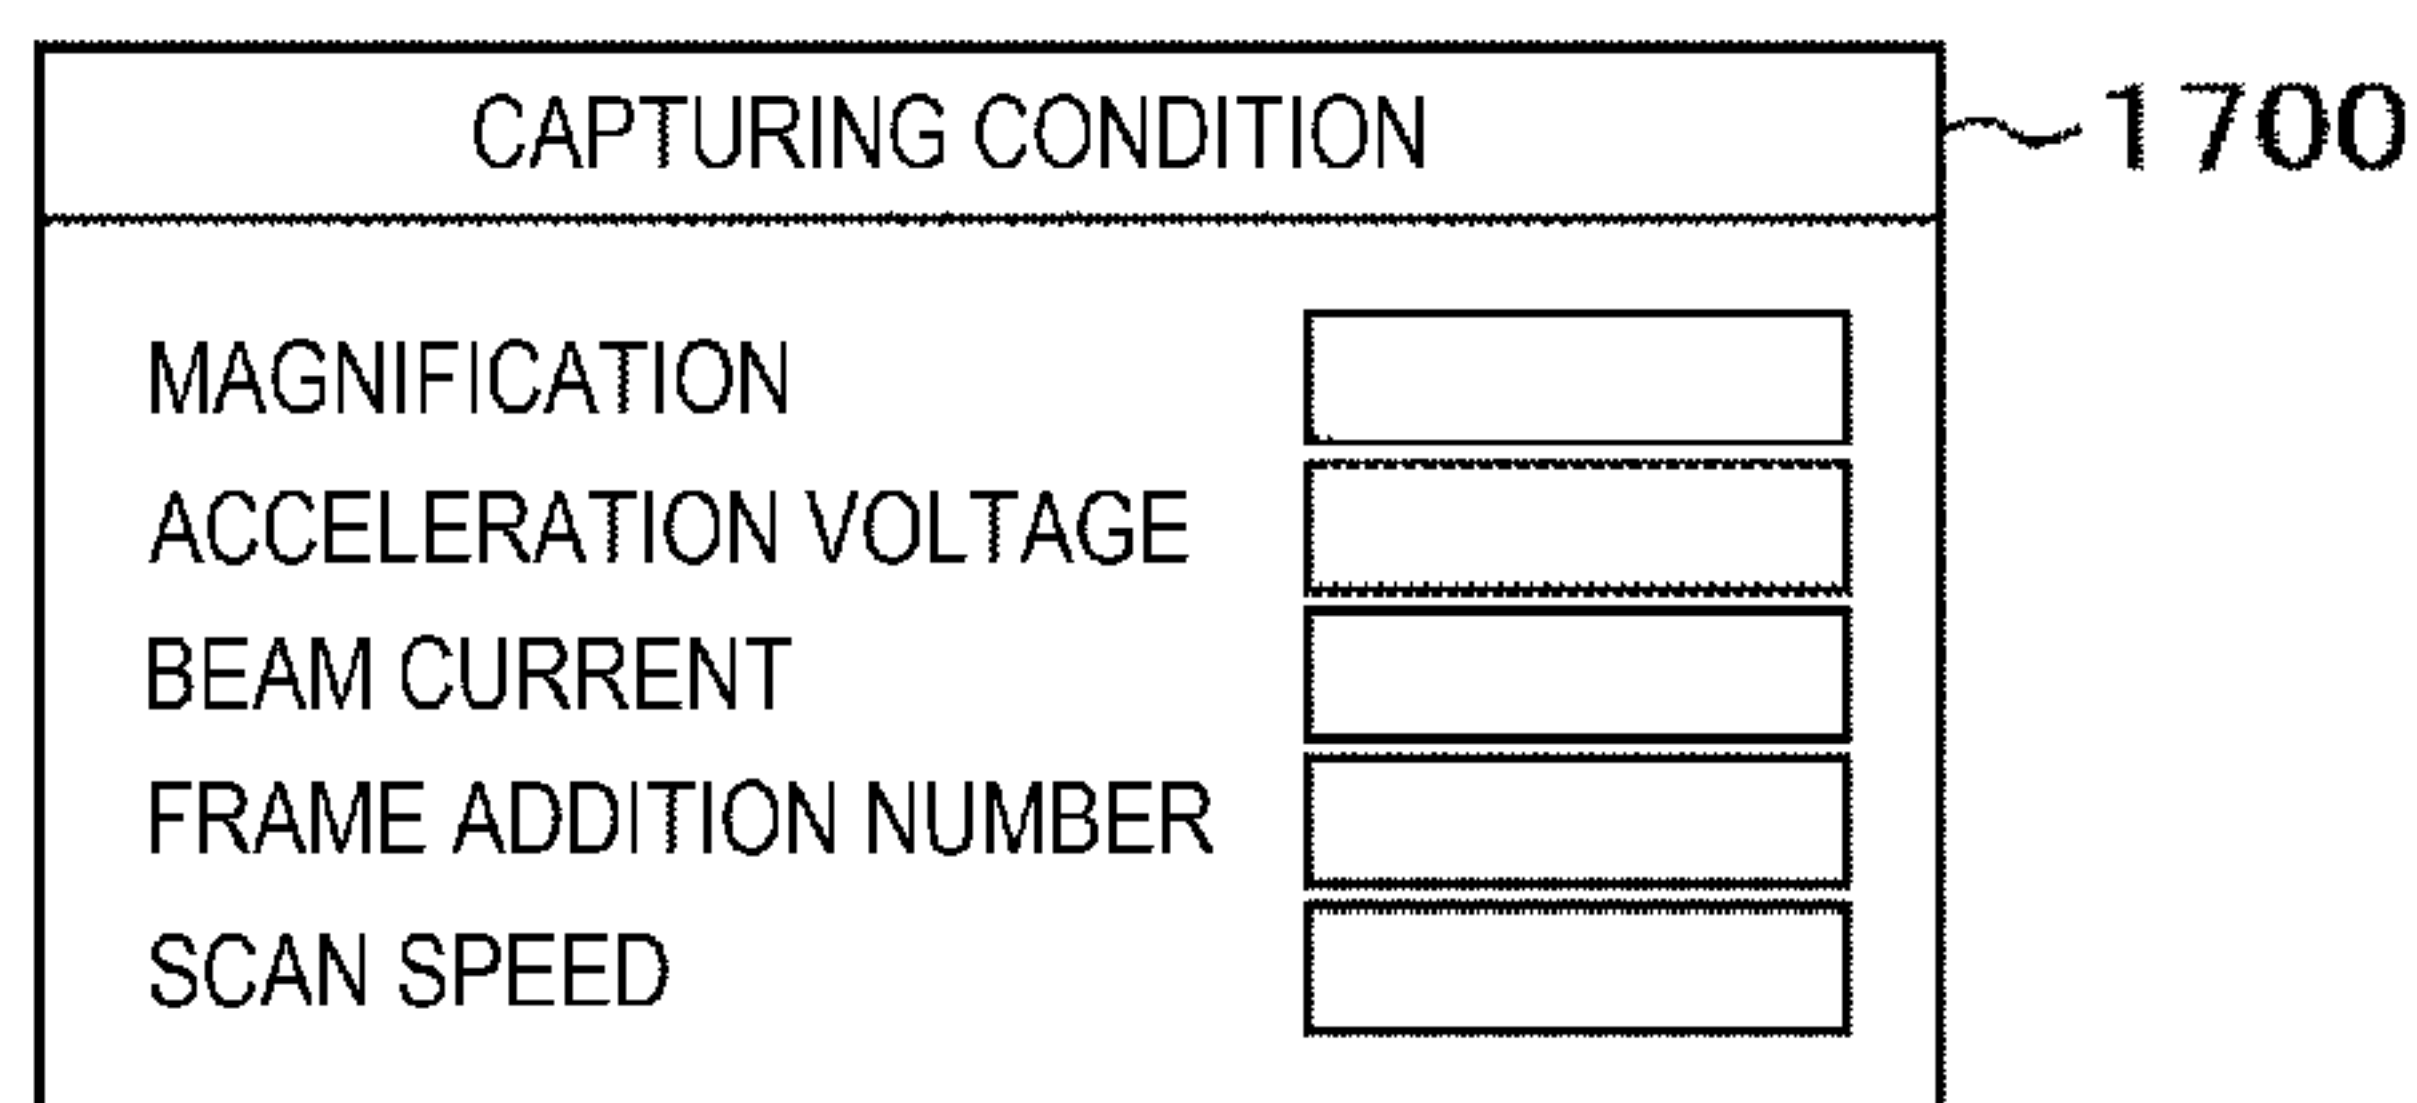 CAPTURING CONDITION
1700
MAGNIFICATION
ACCELERATION VOLTAGE
BEAM CURRENT
FRAME ADDITION NUMBER
SCAN SPEED